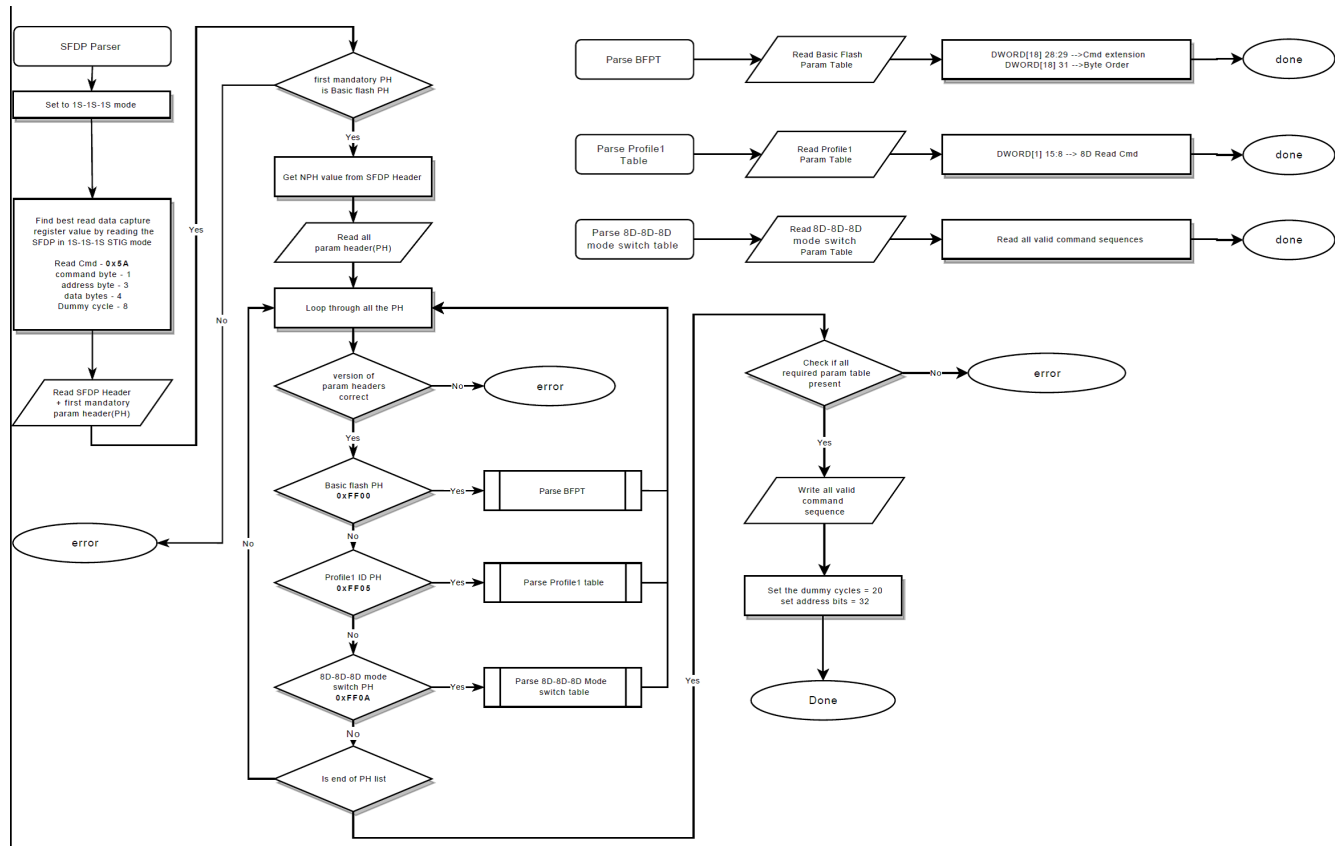 SFDP Parser
Set to 1S-1S-1S mode
Find best read data capture
register value by reading the
SFDP in 1S-1S-1S STIG mode
Read Cmd - 0x5A
command byte - 1
address byte - 3
data bytes - 4
Dummy cycle - 8
Read SFDP Header
+ first mandatory
param header(PH)
Yes
first mandatory PH
is Basic flash PH
No
error
Yes
Get NPH value from SFDP Header
Read all
param header(PH)
Loop through all the PH
version of
param headers
correct
No
error
Yes
Basic flash PH
0xFF00
Yes
Parse BFPT
No
Profile1 ID PH
0xFF05
Yes
Parse Profile1 table
No
8D-8D-8D mode
switch PH
0xFF0A
Yes
Parse 8D-8D-8D Mode
switch table
No
Is end of PH list
No
Yes
Check if all
required param table
present
No
error
Yes
Write all valid
command
sequence
Set the dummy cycles = 20
set address bits = 32
Done
Parse BFPT
Read Basic Flash
Param Table
DWORD[18] 28:29 -->Cmd extension
DWORD[18] 31 -->Byte Order
done
Parse Profile1
Table
Read Profile1
Param Table
DWORD[1] 15:8 --> 8D Read Cmd
done
Parse 8D-8D-8D
mode switch table
Read 8D-8D-8D
mode switch
Param Table
Read all valid command sequences
done